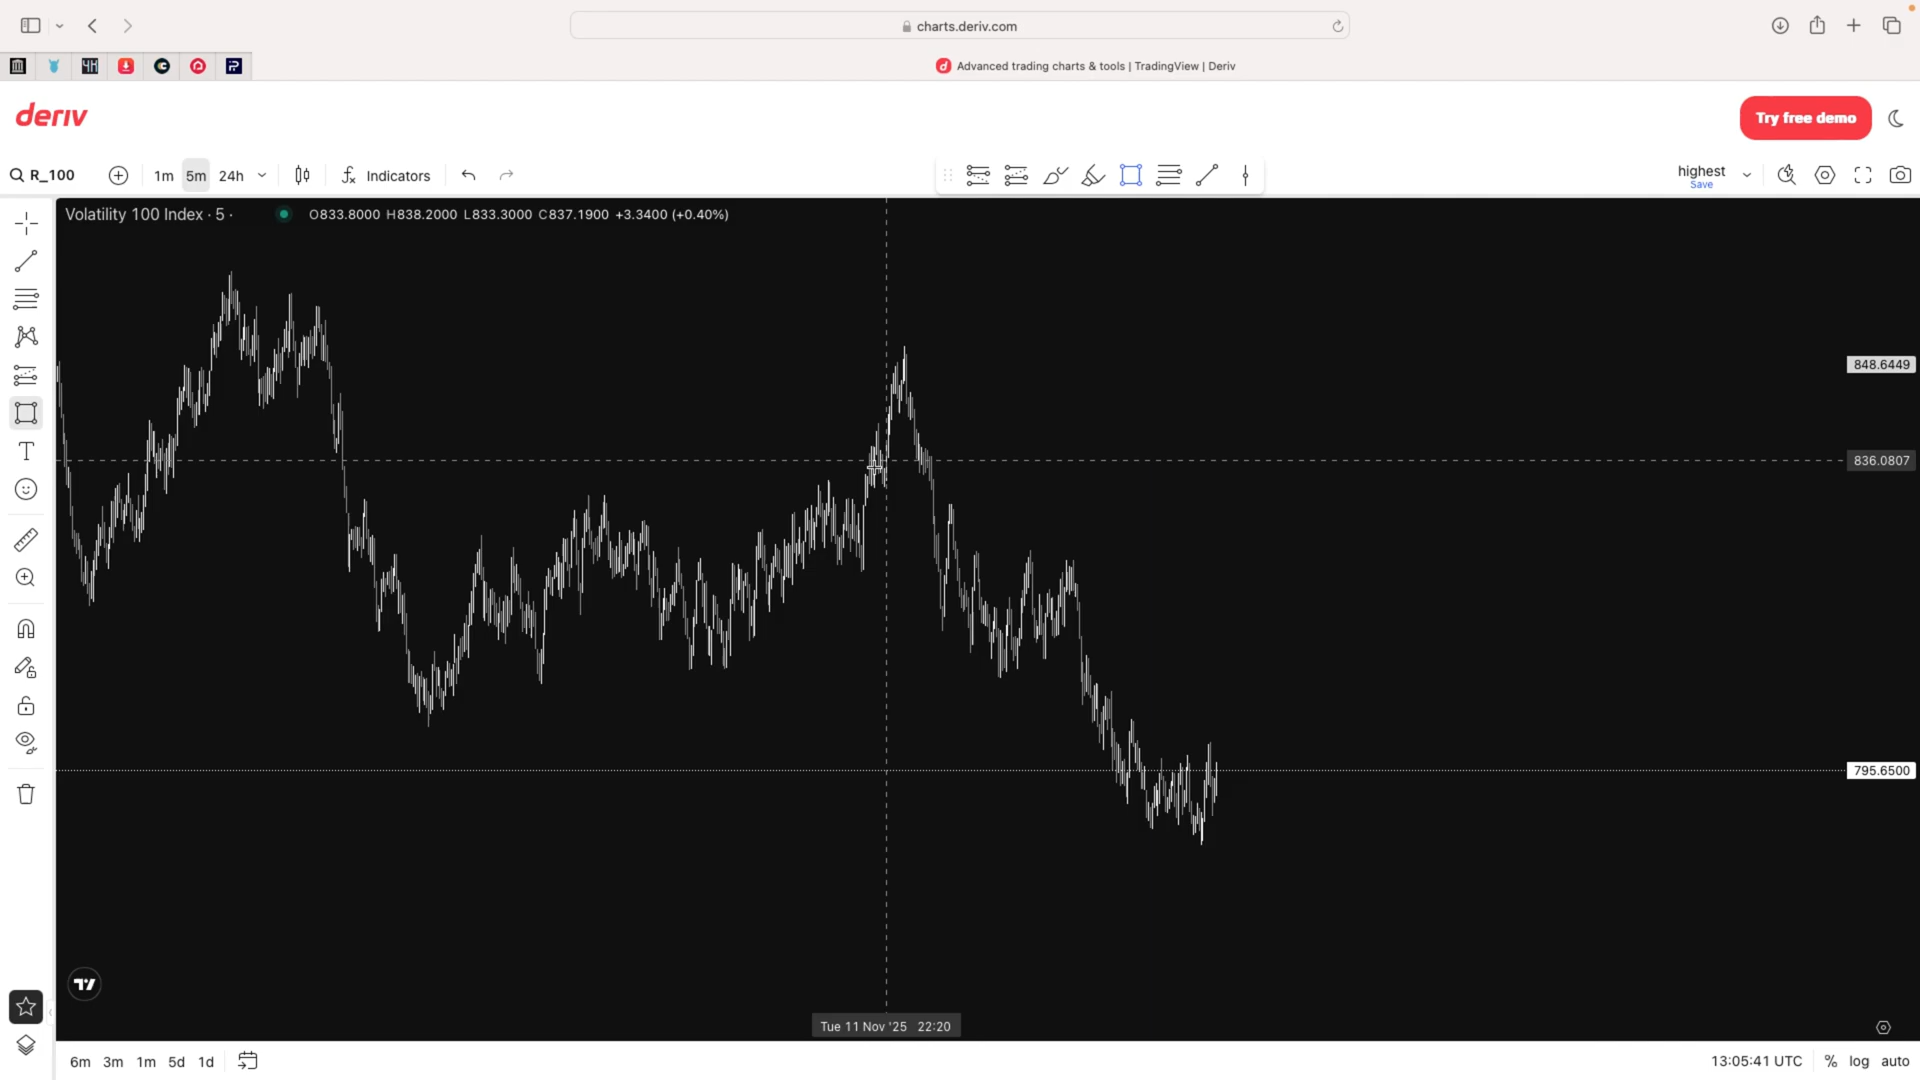 charts.deriv.com
Advanced trading charts & tools | TradingView | Deriv
deriv
Try free demo
R_100
1m 5m 24h
Indicators
highest
Save
Volatility 100 Index · 5 ·
O833.8000 H838.2000 L833.3000 C837.1900 +3.3400 (+0.40%)
848.6449
836.0807
795.6500
Tue 11 Nov '25 22:20
6m 3m 1m 5d 1d
13:05:41 UTC % log auto